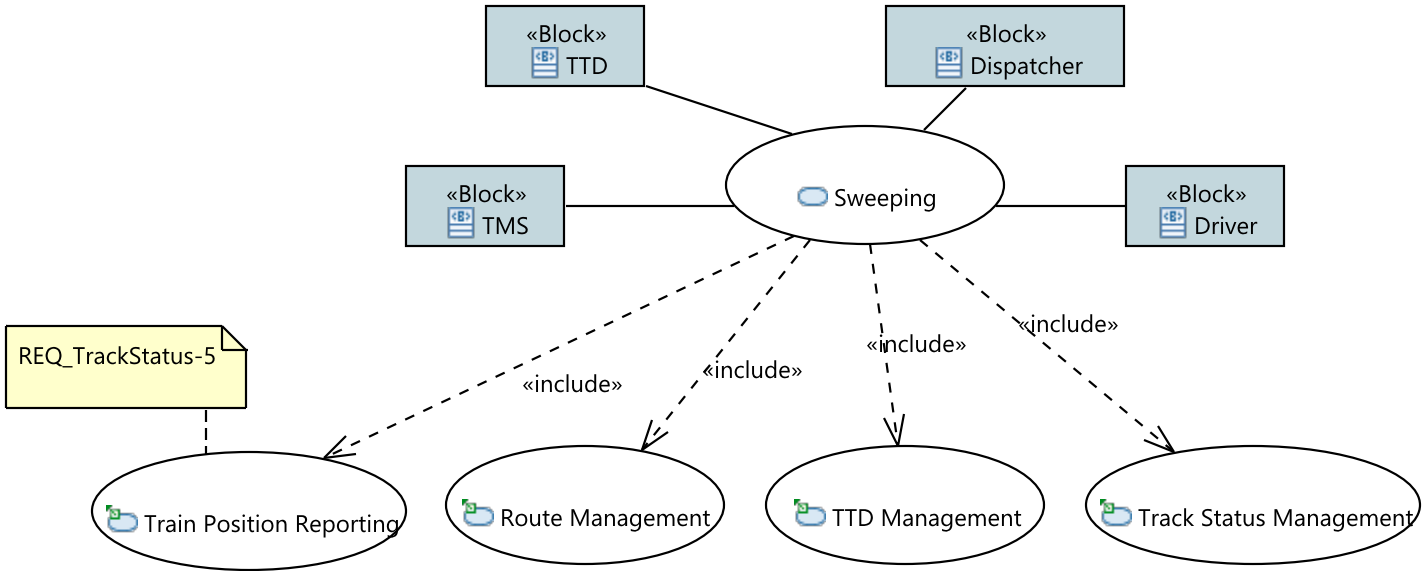 «Block»
TTD
«Block»
Dispatcher
«Block»
TMS
Sweeping
«Block»
Driver
REQ_TrackStatus-5
«include»
«include»
«include»
«include»
Train Position Reporting
Route Management
TTD Management
Track Status Management